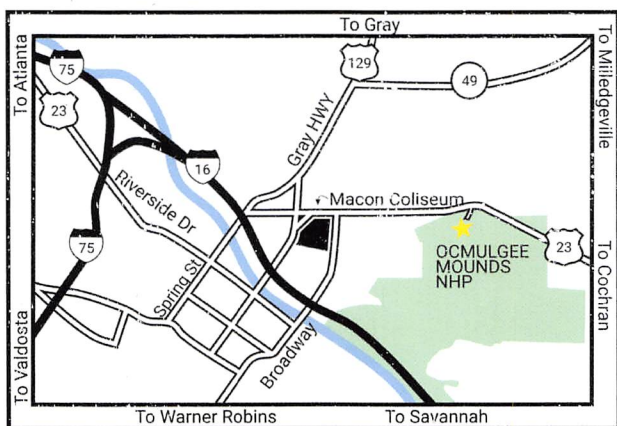 To Gray
To Atlanta
75
23
129
49
To Milledgeville
Gray HWY
16
Riverside Dr
Macon Coliseum
75
Spring St
OCMULGEE
MOUNDS
NHP
23
To Cochran
Broadway
To Valdosta
To Warner Robins
To Savannah